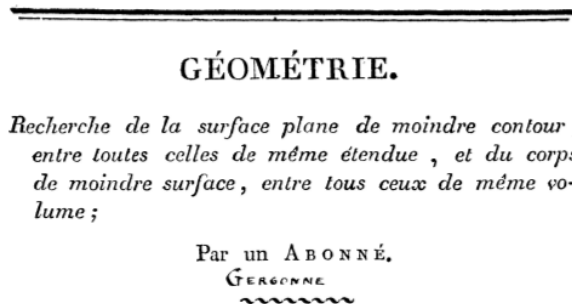 GÉOMÉTRIE.
Recherche de la surface plane de moindre contour
entre toutes celles de même étendue , et du corps
de moindre surface, entre tous ceux de même vo-
lume ;
Par un ABONNÉ.
GERGONNE